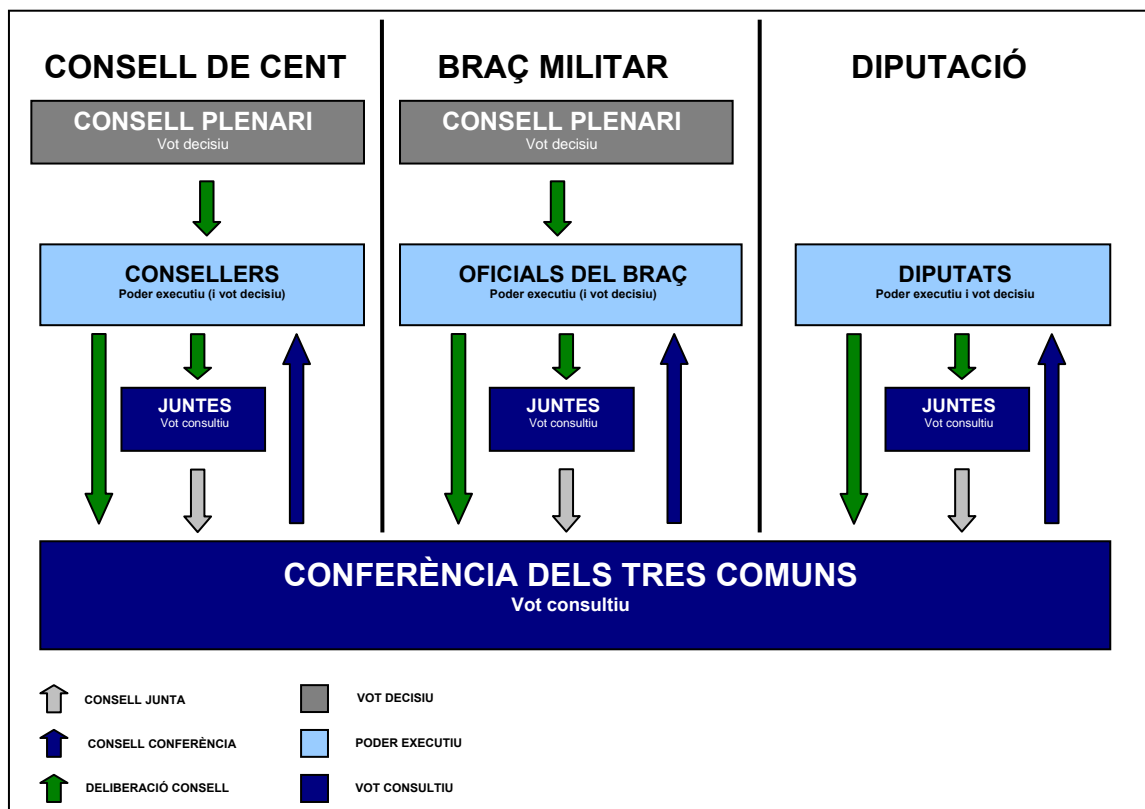 CONSELL DE CENT
BRAÇ MILITAR
DIPUTACIÓ
CONSELL PLENARI
Vot decisiu
CONSELL PLENARI
Vot decisiu
CONSELLERS
Poder executiu (i vot decisiu)
OFICIALS DEL BRAÇ
Poder executiu (i vot decisiu)
DIPUTATS
Poder executiu i vot decisiu
JUNTES
Vot consultiu
JUNTES
Vot consultiu
JUNTES
Vot consultiu
CONFERÈNCIA DELS TRES COMUNS
Vot consultiu
CONSELL JUNTA
VOT DECISIU
CONSELL CONFERÈNCIA
PODER EXECUTIU
DELIBERACIÓ CONSELL
VOT CONSULTIU